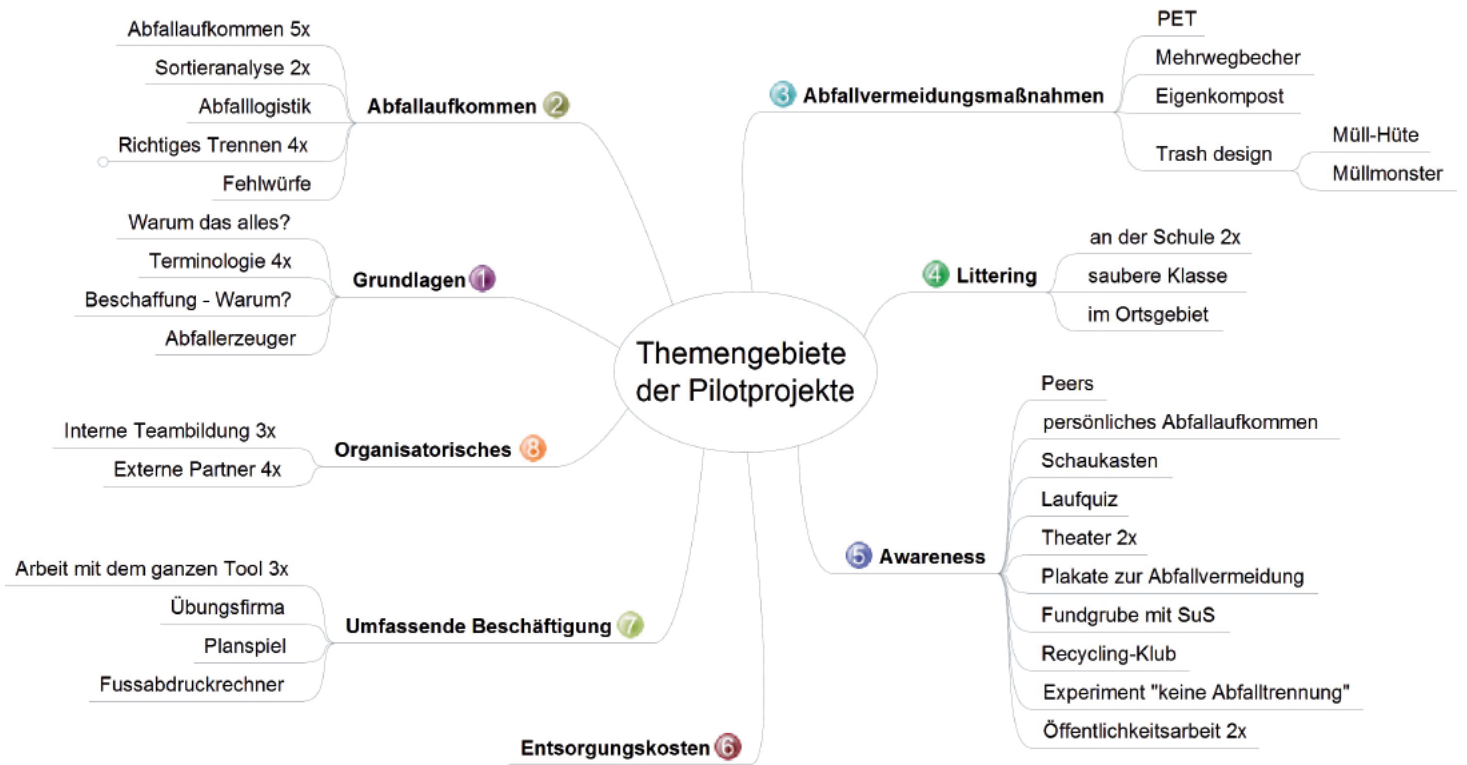 Themengebiete
der Pilotprojekte
Grundlagen 1
Warum das alles?
Terminologie 4x
Beschaffung - Warum?
Abfallerzeuger
Abfallaufkommen 2
Abfallaufkommen 5x
Sortieranalyse 2x
Abfalllogistik
Richtiges Trennen 4x
Fehlwürfe
3 Abfallvermeidungsmaßnahmen
PET
Mehrwegbecher
Eigenkompost
Trash design
Müll-Hüte
Müllmonster
4 Littering
an der Schule 2x
saubere Klasse
im Ortsgebiet
5 Awareness
Peers
persönliches Abfallaufkommen
Schaukasten
Laufquiz
Theater 2x
Plakate zur Abfallvermeidung
Fundgrube mit SuS
Recycling-Klub
Experiment "keine Abfalltrennung"
Öffentlichkeitsarbeit 2x
Entsorgungskosten 6
Umfassende Beschäftigung 7
Arbeit mit dem ganzen Tool 3x
Übungsfirma
Planspiel
Fussabdruckrechner
Organisatorisches 8
Interne Teambildung 3x
Externe Partner 4x